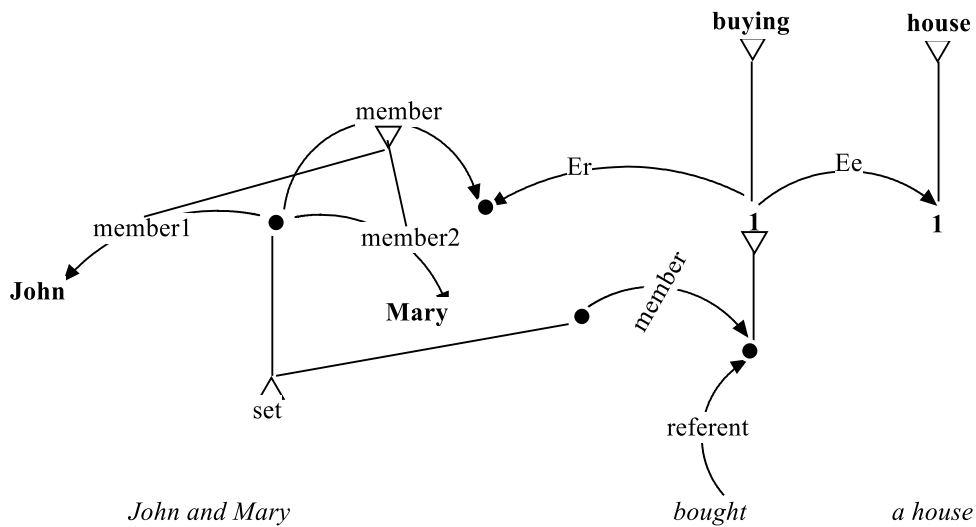 buying house
member
Er Ee
member1 member2
1 1
member
John
Mary
set
referent
John and Mary bought a house